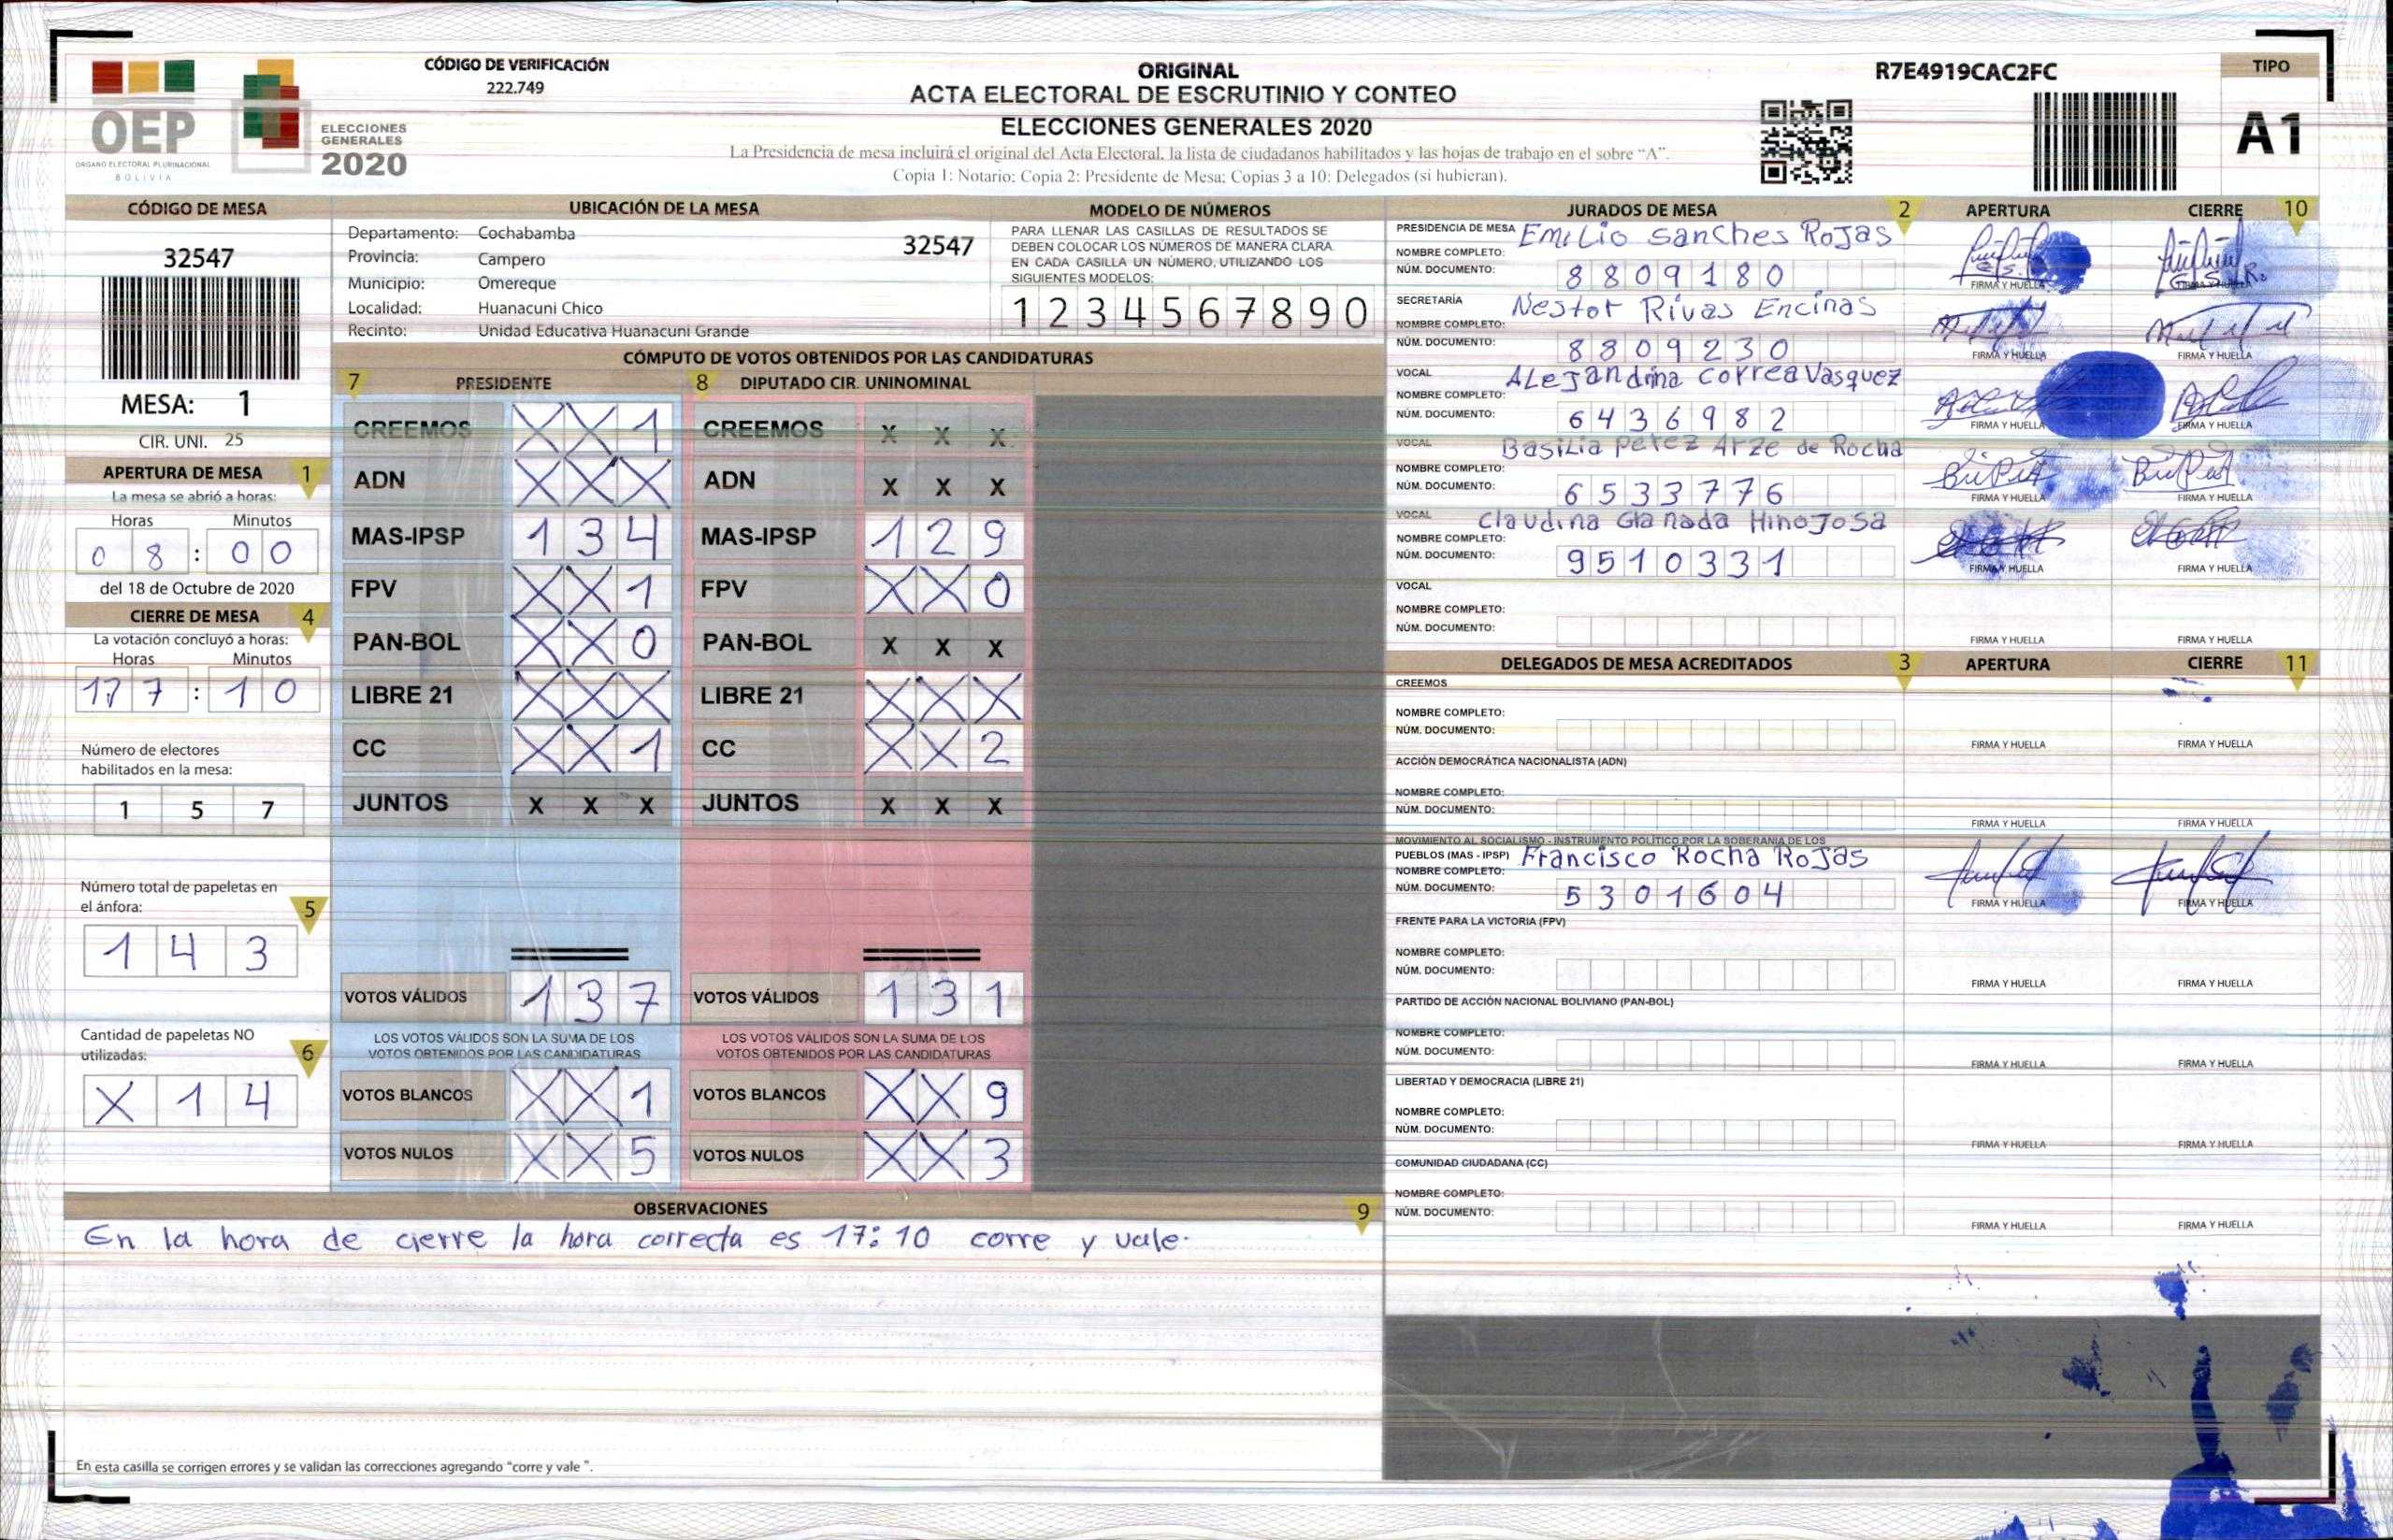 CÓDIGO DE VERIFICACIÓN
222.749
OEP
ORGANO ELECTORAL PLURINACIONAL
BOLIVIA
ELECCIONES
GENERALES
2020
ORIGINAL
ACTA ELECTORAL DE ESCRUTINIO Y CONTEO
ELECCIONES GENERALES 2020
La Presidencia de mesa incluirá el original del Acta Electoral, la lista de ciudadanos habilitados y las hojas de trabajo en el sobre “A”.
Copia 1: Notario; Copia 2: Presidente de Mesa; Copias 3 a 10: Delegados (si hubieran).
R7E4919CAC2FC
TIPO
A1
CÓDIGO DE MESA
32547
MESA: 1
CIR. UNI. 25
APERTURA DE MESA 1
La mesa se abrió a horas:
Horas Minutos
0 8 : 0 0
del 18 de Octubre de 2020
CIERRE DE MESA 4
La votación concluyó a horas:
Horas Minutos
17 7 : 1 0
Número de electores
habilitados en la mesa:
1 5 7
Número total de papeletas en
el ánfora: 5
1 4 3
Cantidad de papeletas NO
utilizadas: 6
X 1 4
UBICACIÓN DE LA MESA
Departamento: Cochabamba
32547
Provincia: Campero
Municipio: Omereque
Localidad: Huanacuni Chico
Recinto: Unidad Educativa Huanacuni Grande
MODELO DE NÚMEROS
PARA LLENAR LAS CASILLAS DE RESULTADOS SE
DEBEN COLOCAR LOS NÚMEROS DE MANERA CLARA
EN CADA CASILLA UN NÚMERO, UTILIZANDO LOS
SIGUIENTES MODELOS:
1 2 3 4 5 6 7 8 9 0
CÓMPUTO DE VOTOS OBTENIDOS POR LAS CANDIDATURAS
7 PRESIDENTE 8 DIPUTADO CIR. UNINOMINAL
CREEMOS X X 1 CREEMOS X X X
ADN X X X ADN X X X
MAS-IPSP 1 3 4 MAS-IPSP 1 2 9
FPV X X 1 FPV X X 0
PAN-BOL X X 0 PAN-BOL X X X
LIBRE 21 X X X LIBRE 21 X X X
CC X X 1 CC X X 2
JUNTOS X X X JUNTOS X X X
VOTOS VÁLIDOS 1 3 7 VOTOS VÁLIDOS 1 3 1
LOS VOTOS VÁLIDOS SON LA SUMA DE LOS LOS VOTOS VÁLIDOS SON LA SUMA DE LOS
VOTOS OBTENIDOS POR LAS CANDIDATURAS VOTOS OBTENIDOS POR LAS CANDIDATURAS
VOTOS BLANCOS X X 1 VOTOS BLANCOS X X 9
VOTOS NULOS X X 5 VOTOS NULOS X X 3
OBSERVACIONES 9
En la hora de cierre la hora correcta es 17:10 corre y vale.
En esta casilla se corrigen errores y se validan las correcciones agregando “corre y vale ”.
JURADOS DE MESA 2 APERTURA CIERRE 10
PRESIDENCIA DE MESA Emilio Sanches Rojas
NOMBRE COMPLETO:
NÚM. DOCUMENTO: 8 8 0 9 1 8 0
FIRMA Y HUELLA FIRMA Y HUELLA
SECRETARÍA Nestor Rivas Encinas
NOMBRE COMPLETO:
NÚM. DOCUMENTO: 8 8 0 9 2 3 0
FIRMA Y HUELLA FIRMA Y HUELLA
VOCAL Alejandrina Correa Vasquez
NOMBRE COMPLETO:
NÚM. DOCUMENTO: 6 4 3 6 9 8 2
FIRMA Y HUELLA FIRMA Y HUELLA
VOCAL Basilia Perez Arze de Rocha
NOMBRE COMPLETO:
NÚM. DOCUMENTO: 6 5 3 3 7 7 6
FIRMA Y HUELLA FIRMA Y HUELLA
VOCAL Claudina Granada Hinojosa
NOMBRE COMPLETO:
NÚM. DOCUMENTO: 9 5 1 0 3 3 1
FIRMA Y HUELLA FIRMA Y HUELLA
VOCAL
NOMBRE COMPLETO:
NÚM. DOCUMENTO:
FIRMA Y HUELLA FIRMA Y HUELLA
DELEGADOS DE MESA ACREDITADOS 3 APERTURA CIERRE 11
CREEMOS
NOMBRE COMPLETO:
NÚM. DOCUMENTO:
FIRMA Y HUELLA FIRMA Y HUELLA
ACCIÓN DEMOCRÁTICA NACIONALISTA (ADN)
NOMBRE COMPLETO:
NÚM. DOCUMENTO:
FIRMA Y HUELLA FIRMA Y HUELLA
MOVIMIENTO AL SOCIALISMO - INSTRUMENTO POLÍTICO POR LA SOBERANIA DE LOS
PUEBLOS (MAS - IPSP) Francisco Rocha Rojas
NOMBRE COMPLETO:
NÚM. DOCUMENTO: 5 3 0 1 6 0 4
FIRMA Y HUELLA FIRMA Y HUELLA
FRENTE PARA LA VICTORIA (FPV)
NOMBRE COMPLETO:
NÚM. DOCUMENTO:
FIRMA Y HUELLA FIRMA Y HUELLA
PARTIDO DE ACCIÓN NACIONAL BOLIVIANO (PAN-BOL)
NOMBRE COMPLETO:
NÚM. DOCUMENTO:
FIRMA Y HUELLA FIRMA Y HUELLA
LIBERTAD Y DEMOCRACIA (LIBRE 21)
NOMBRE COMPLETO:
NÚM. DOCUMENTO:
FIRMA Y HUELLA FIRMA Y HUELLA
COMUNIDAD CIUDADANA (CC)
NOMBRE COMPLETO:
NÚM. DOCUMENTO:
FIRMA Y HUELLA FIRMA Y HUELLA